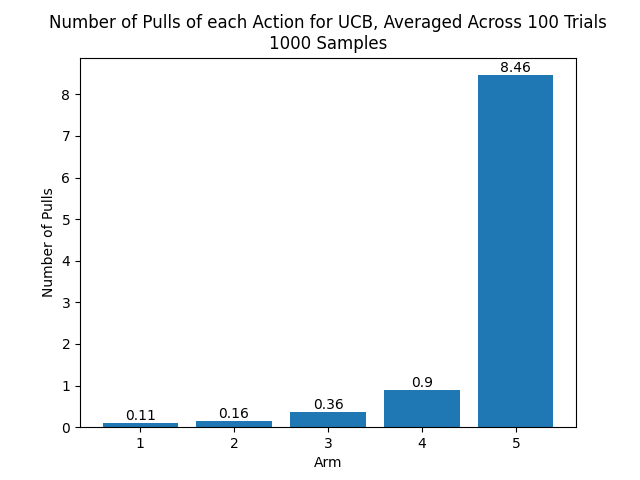 Number of Pulls of each Action for UCB, Averaged Across 100 Trials
1000 Samples
8.46
8
7
6
5
4
3
2
1
0
Number of Pulls
0.11
0.16
0.36
0.9
1 2 3 4 5
Arm